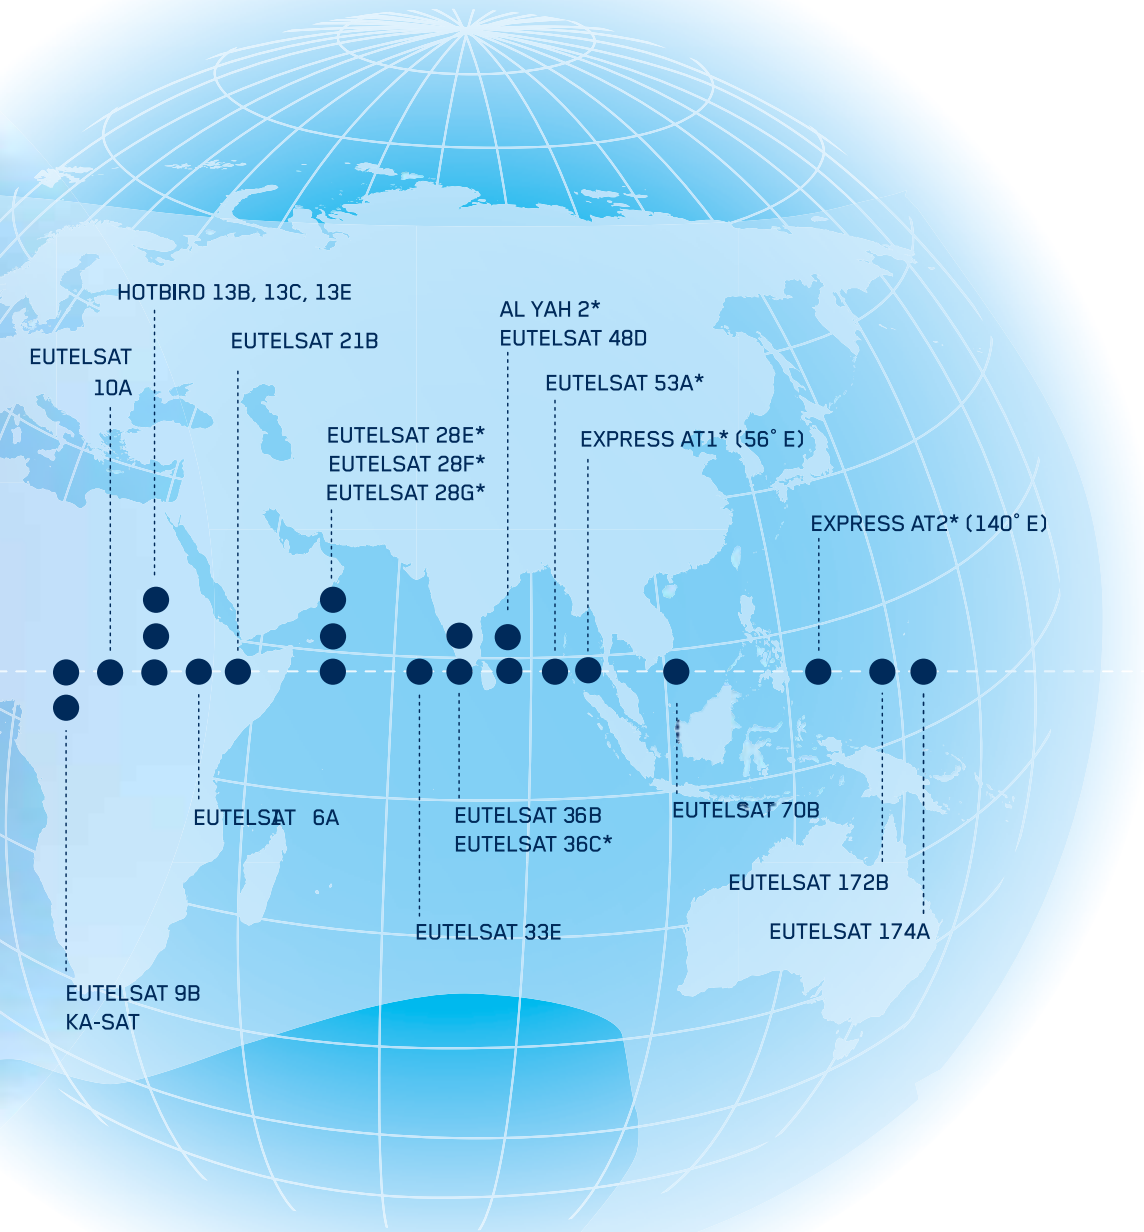 HOTBIRD 13B, 13C, 13E
AL YAH 2*
EUTELSAT 48D
EUTELSAT 21B
EUTELSAT
10A
EUTELSAT 53A*
EUTELSAT 28E*
EUTELSAT 28F*
EUTELSAT 28G*
EXPRESS AT1* (56° E)
EXPRESS AT2* (140° E)
EUTELSAT 6A
EUTELSAT 36B
EUTELSAT 36C*
EUTELSAT 70B
EUTELSAT 172B
EUTELSAT 33E
EUTELSAT 174A
EUTELSAT 9B
KA-SAT